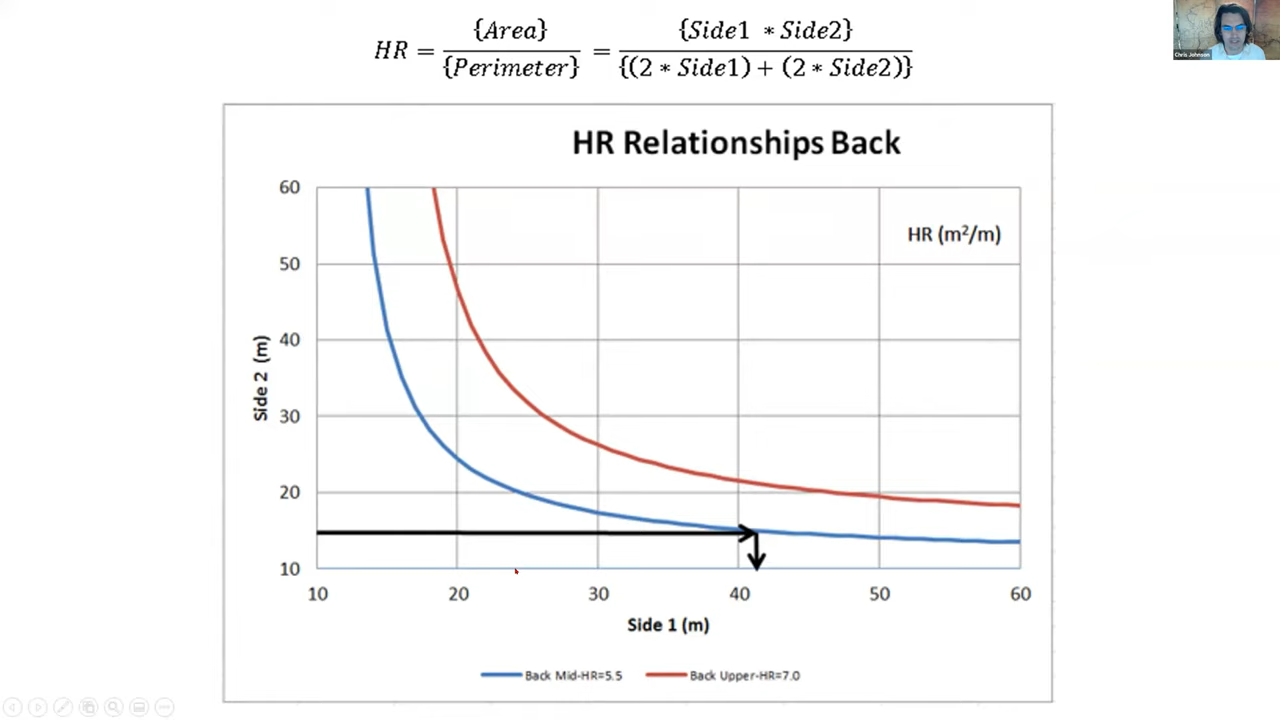 HR = {Area} / {Perimeter} = {Side1 * Side2} / {(2 * Side1) + (2 * Side2)}
Chris Johnson
HR Relationships Back
HR (m²/m)
60
50
40
30
20
10
Side 2 (m)
10 20 30 40 50 60
Side 1 (m)
Back Mid-HR=5.5 Back Upper-HR=7.0